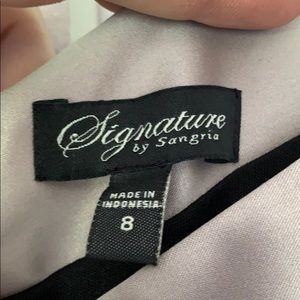 Signature
by Sangria
MADE IN
INDONESIA
8